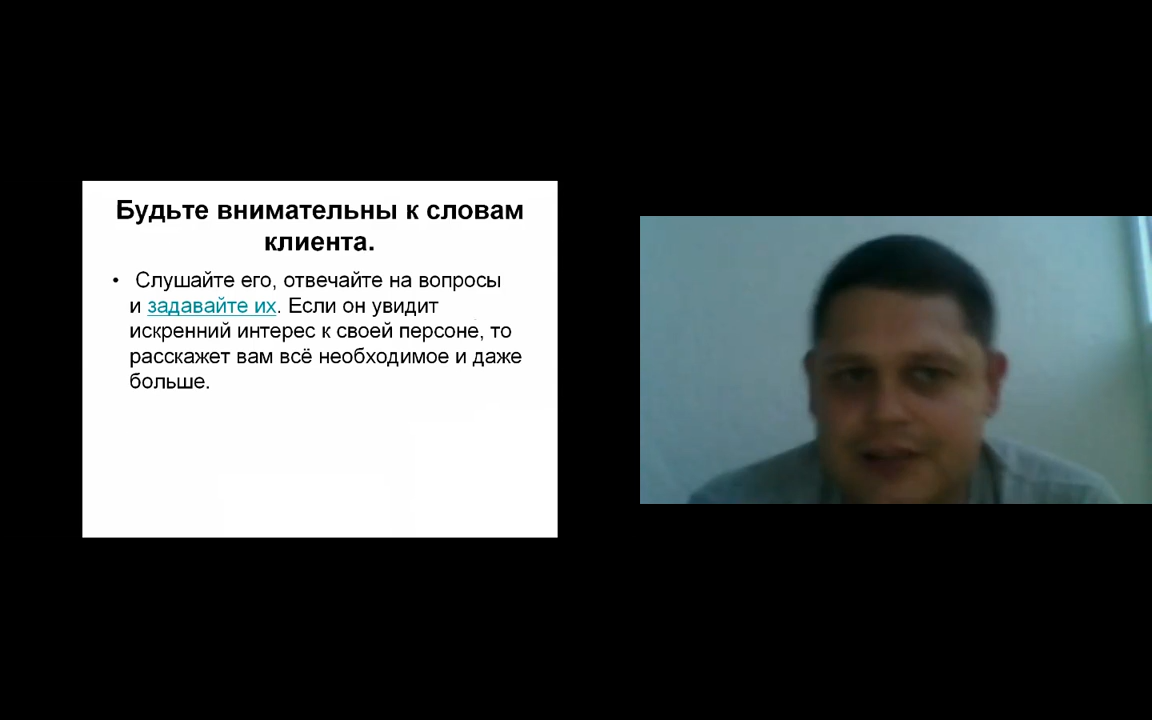 Будьте внимательны к словам
клиента.
• Слушайте его, отвечайте на вопросы
и задавайте их. Если он увидит
искренний интерес к своей персоне, то
расскажет вам всё необходимое и даже
больше.